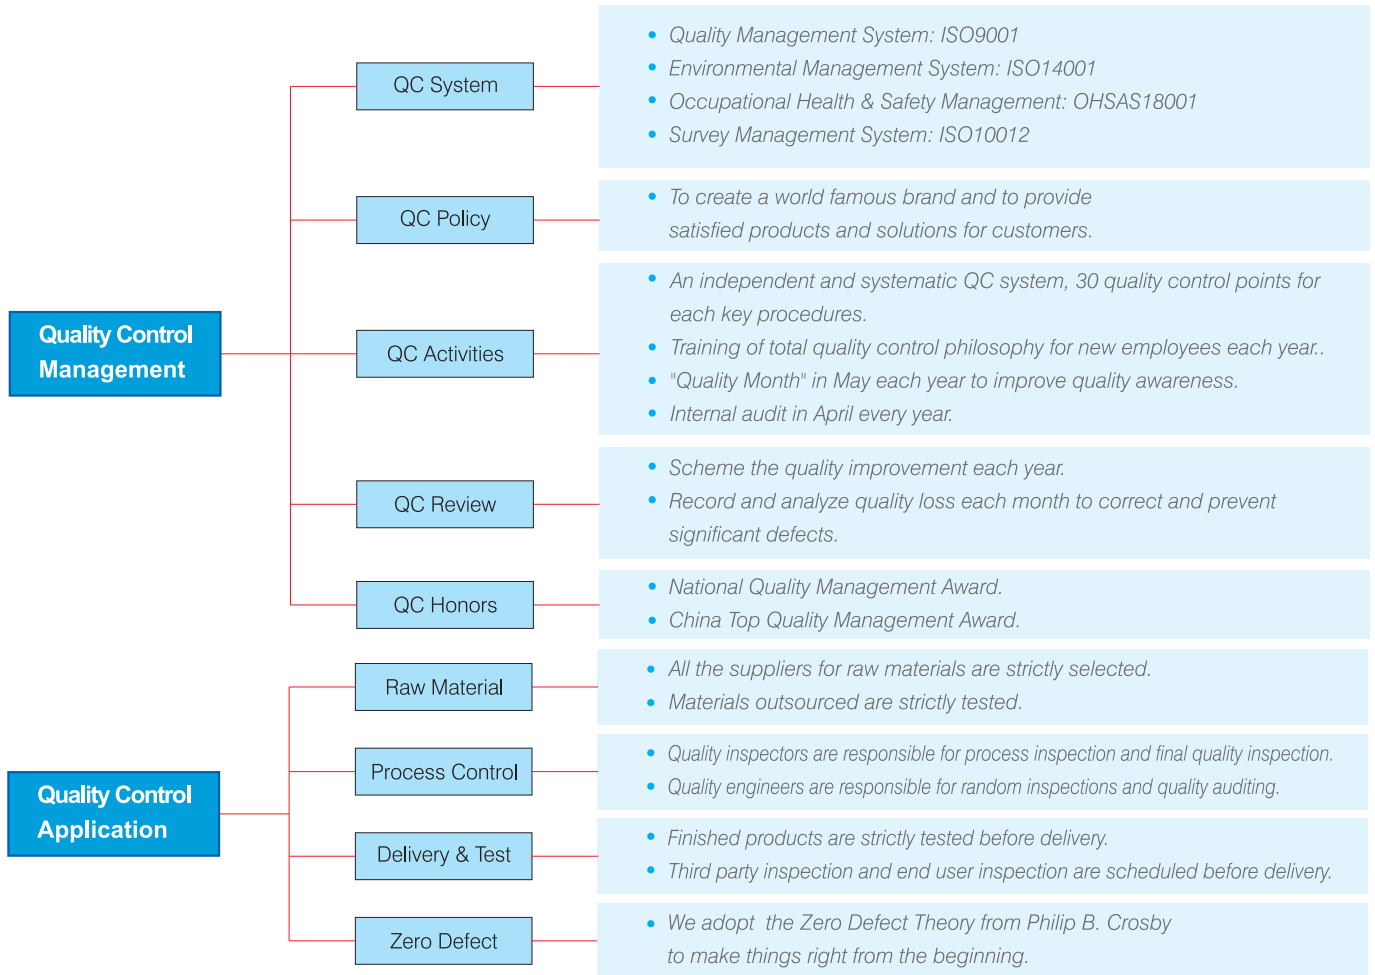 Quality Control
Management
QC System
• Quality Management System: ISO9001
• Environmental Management System: ISO14001
• Occupational Health & Safety Management: OHSAS18001
• Survey Management System: ISO10012
QC Policy
• To create a world famous brand and to provide
satisfied products and solutions for customers.
QC Activities
• An independent and systematic QC system, 30 quality control points for
each key procedures.
• Training of total quality control philosophy for new employees each year..
• "Quality Month" in May each year to improve quality awareness.
• Internal audit in April every year.
QC Review
• Scheme the quality improvement each year.
• Record and analyze quality loss each month to correct and prevent
significant defects.
QC Honors
• National Quality Management Award.
• China Top Quality Management Award.
Quality Control
Application
Raw Material
• All the suppliers for raw materials are strictly selected.
• Materials outsourced are strictly tested.
Process Control
• Quality inspectors are responsible for process inspection and final quality inspection.
• Quality engineers are responsible for random inspections and quality auditing.
Delivery & Test
• Finished products are strictly tested before delivery.
• Third party inspection and end user inspection are scheduled before delivery.
Zero Defect
• We adopt the Zero Defect Theory from Philip B. Crosby
to make things right from the beginning.